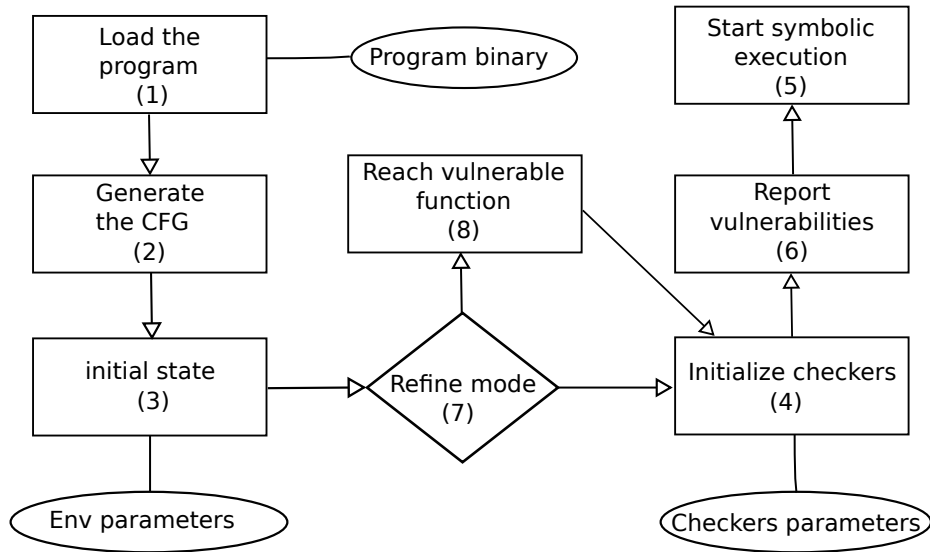 Load the
program
(1)
Program binary
Start symbolic
execution
(5)
Generate
the CFG
(2)
Reach vulnerable
function
(8)
Report
vulnerabilities
(6)
initial state
(3)
Refine mode
(7)
Initialize checkers
(4)
Env parameters
Checkers parameters